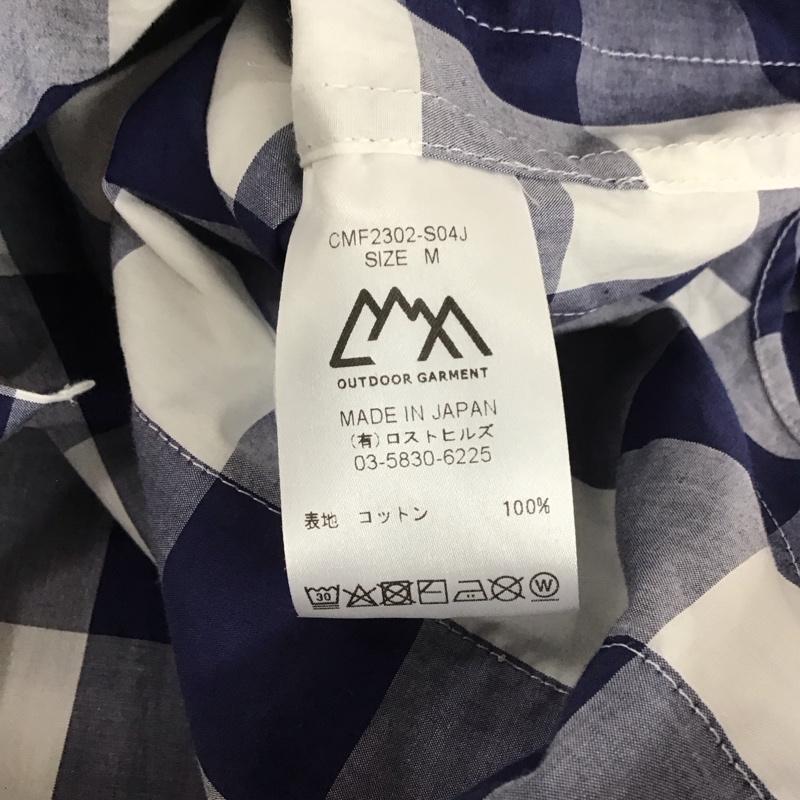 CMF2302-S04J
SIZE M
OUTDOOR GARMENT
MADE IN JAPAN
(有)ロストヒルズ
03-5830-6225
表地 コットン 100%
30 W